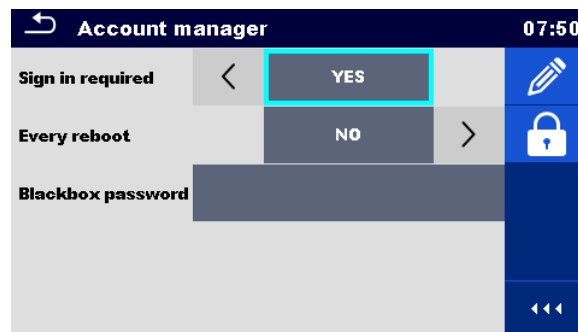 Account manager 07:50
Sign in required YES
Every reboot NO
Blackbox password